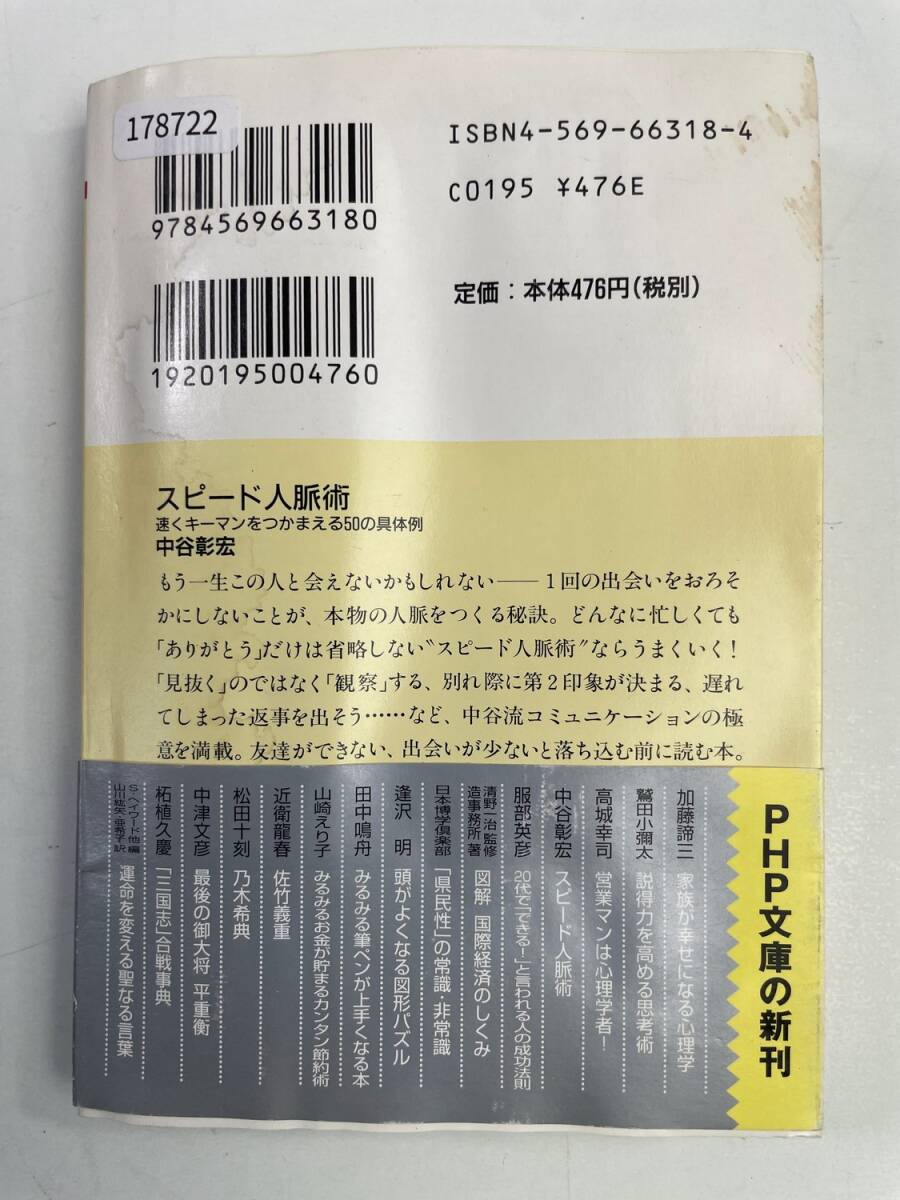 178722
ISBN4-569-66318-4
C0195 ¥476E
9784569663180
定価：本体476円（税別）
1920195004760
スピード人脈術
速くキーマンをつかまえる50の具体例
中谷彰宏
もう一生この人と会えないかもしれない――1回の出会いをおろそ
かにしないことが、本物の人脈をつくる秘訣。どんなに忙しくても
「ありがとう」だけは省略しない〝スピード人脈術〟ならうまくいく！
「見抜く」のではなく「観察」する、別れ際に第2印象が決まる、遅れ
てしまった返事を出そう……など、中谷流コミュニケーションの極
意を満載。友達ができない、出会いが少ないと落ち込む前に読む本。
PHP文庫の新刊
加藤諦三 家族が幸せになる心理学
鷲田小彌太 説得力を高める思考術
高城幸司 営業マンは心理学者！
中谷彰宏 スピード人脈術
服部英彦 20代で「できる！」と言われる人の成功法則
清野一治 監修
造事務所 著 図解 国際経済のしくみ
日本博学倶楽部 「県民性」の常識・非常識
逢沢 明 頭がよくなる図形パズル
田中鳴舟 みるみる筆ペンが上手くなる本
山崎えり子 みるみるお金が貯まるカンタン節約術
近衛龍春 佐竹義重
松田十刻 乃木希典
中津文彦 最後の御大将 平重衡
柘植久慶 「三国志」合戦事典
S・ヘイワード他 編
山川紘矢・亜希子 訳 運命を変える聖なる言葉